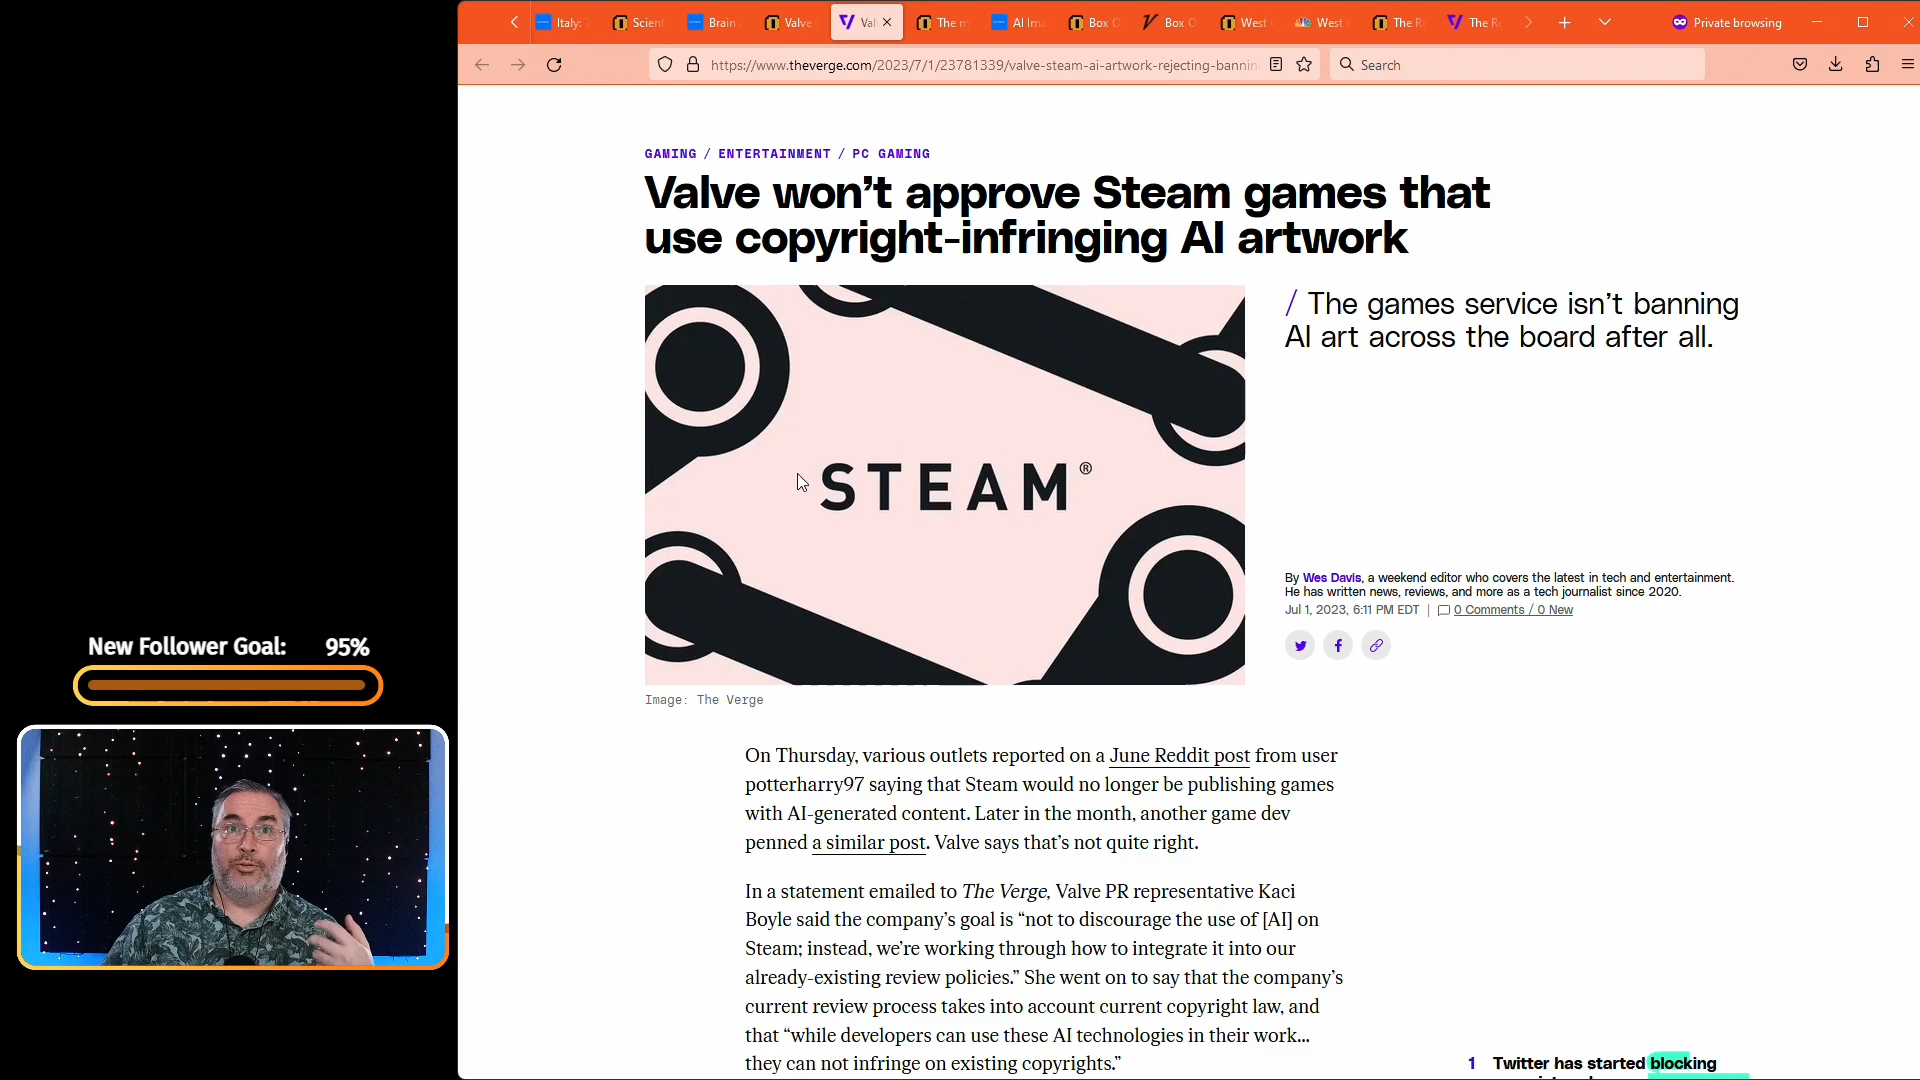 Italy:
Scient
Brain
Valve
Val
The m
AI Ima
Box O
Box O
West
West
The R
The R
Private browsing
https://www.theverge.com/2023/7/1/23781339/valve-steam-ai-artwork-rejecting-bannin
Search
GAMING / ENTERTAINMENT / PC GAMING
Valve won’t approve Steam games that
use copyright-infringing AI artwork
/ The games service isn’t banning
AI art across the board after all.
STEAM®
By Wes Davis, a weekend editor who covers the latest in tech and entertainment.
He has written news, reviews, and more as a tech journalist since 2020.
Jul 1, 2023, 6:11 PM EDT | 0 Comments / 0 New
Image: The Verge
New Follower Goal: 95%
On Thursday, various outlets reported on a June Reddit post from user
potterharry97 saying that Steam would no longer be publishing games
with AI-generated content. Later in the month, another game dev
penned a similar post. Valve says that’s not quite right.
In a statement emailed to The Verge, Valve PR representative Kaci
Boyle said the company’s goal is “not to discourage the use of [AI] on
Steam; instead, we’re working through how to integrate it into our
already-existing review policies.” She went on to say that the company’s
current review process takes into account current copyright law, and
that “while developers can use these AI technologies in their work...
they can not infringe on existing copyrights.”
1 Twitter has started blocking